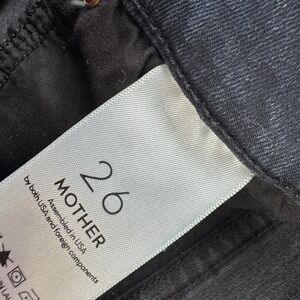 26
MOTHER
Assembled in USA
by both USA and foreign components